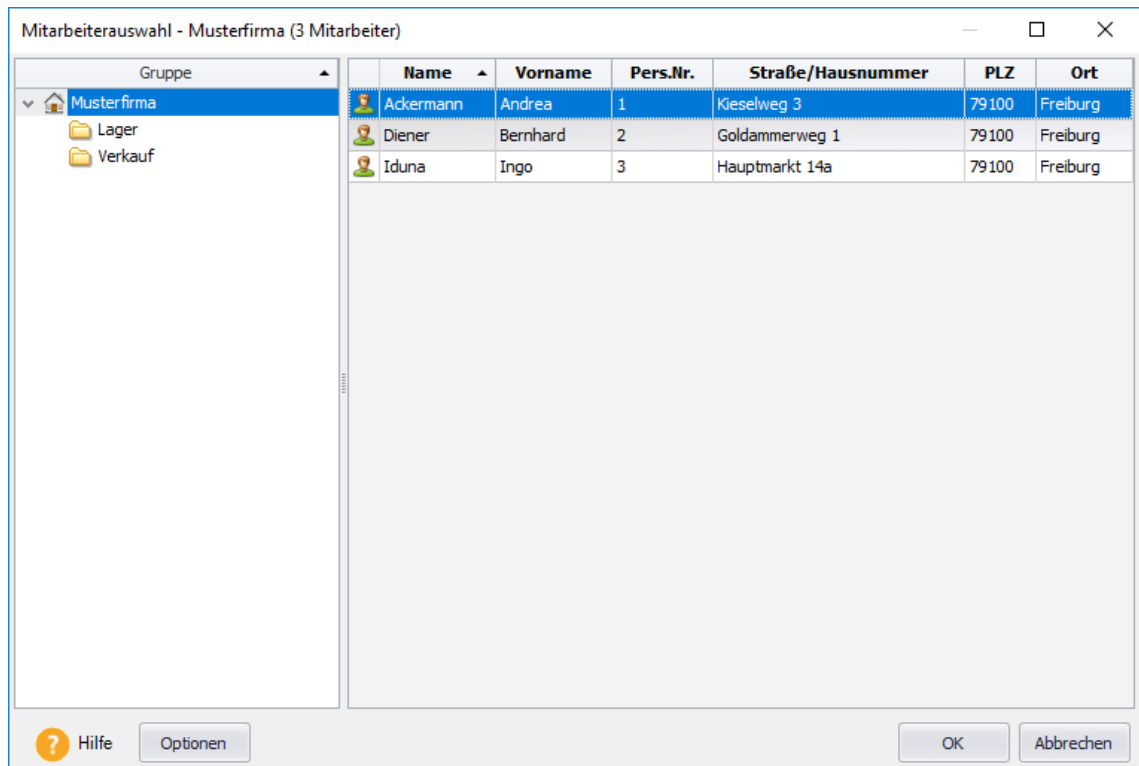 Mitarbeiterauswahl - Musterfirma (3 Mitarbeiter)
Gruppe
Musterfirma
Lager
Verkauf
Name Vorname Pers.Nr. Straße/Hausnummer PLZ Ort
Ackermann Andrea 1 Kieselweg 3 79100 Freiburg
Diener Bernhard 2 Goldammerweg 1 79100 Freiburg
Iduna Ingo 3 Hauptmarkt 14a 79100 Freiburg
? Hilfe Optionen OK Abbrechen